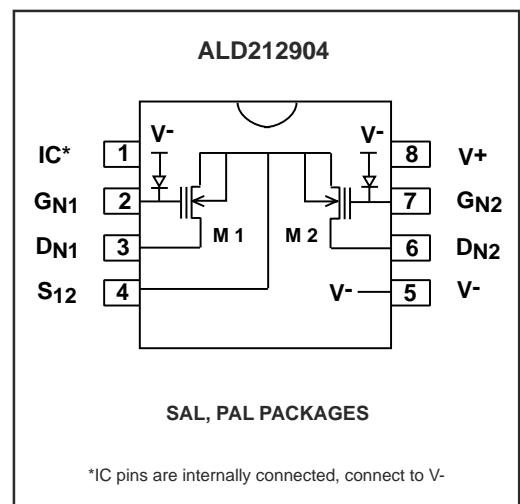 ALD212904
IC* 1 V- V- 8 V+
GN1 2 7 GN2
DN1 3 M 1 M 2 6 DN2
S12 4 V- 5 V-
SAL, PAL PACKAGES
*IC pins are internally connected, connect to V-